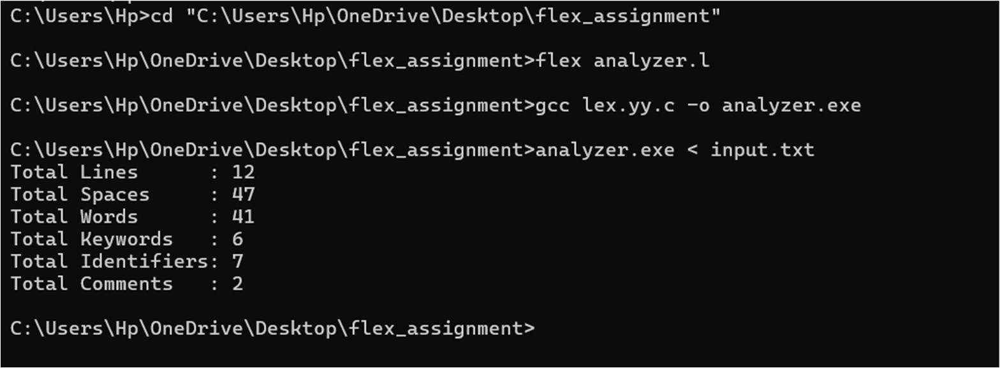 C:\Users\Hp>cd "C:\Users\Hp\OneDrive\Desktop\flex_assignment"
C:\Users\Hp\OneDrive\Desktop\flex_assignment>flex analyzer.l
C:\Users\Hp\OneDrive\Desktop\flex_assignment>gcc lex.yy.c -o analyzer.exe
C:\Users\Hp\OneDrive\Desktop\flex_assignment>analyzer.exe < input.txt
Total Lines      : 12
Total Spaces     : 47
Total Words      : 41
Total Keywords   : 6
Total Identifiers: 7
Total Comments   : 2
C:\Users\Hp\OneDrive\Desktop\flex_assignment>